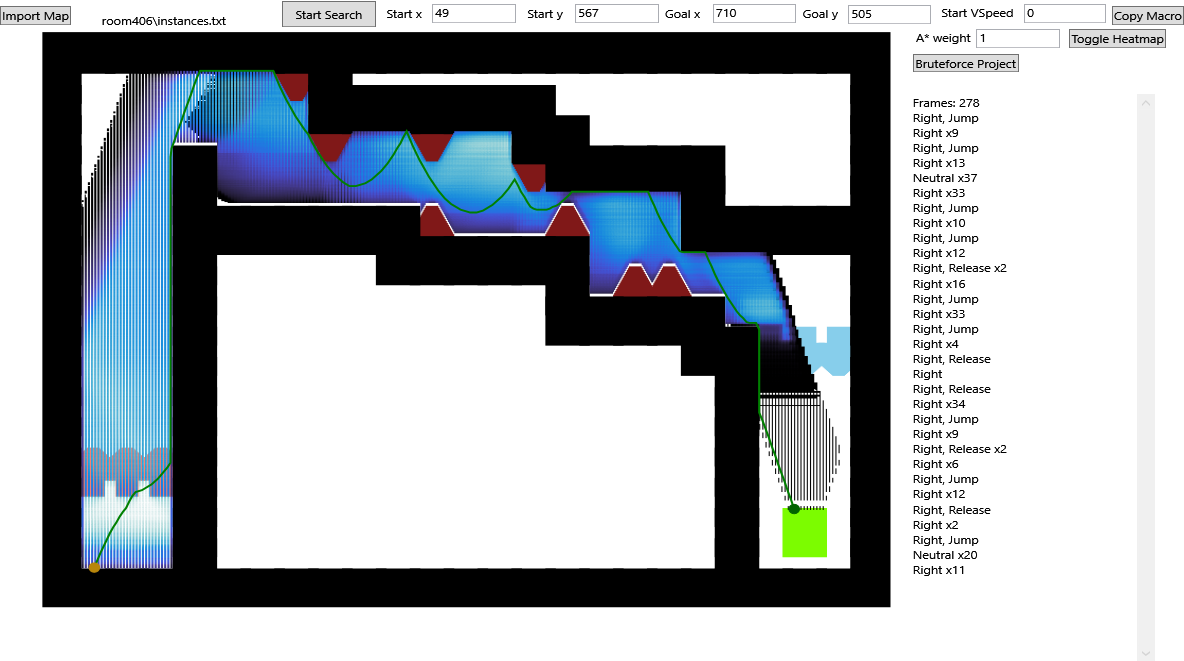 Import Map
room406\instances.txt
Start Search
Start x 49
Start y 567
Goal x 710
Goal y 505
Start VSpeed 0
Copy Macro
A* weight 1
Toggle Heatmap
Bruteforce Project
Frames: 278
Right, Jump
Right x9
Right, Jump
Right x13
Neutral x37
Right x33
Right, Jump
Right x10
Right, Jump
Right x12
Right, Release x2
Right x16
Right, Jump
Right x33
Right, Jump
Right x4
Right, Release
Right
Right, Release
Right x34
Right, Jump
Right x9
Right, Release x2
Right x6
Right, Jump
Right x12
Right, Release
Right x2
Right, Jump
Neutral x20
Right x11